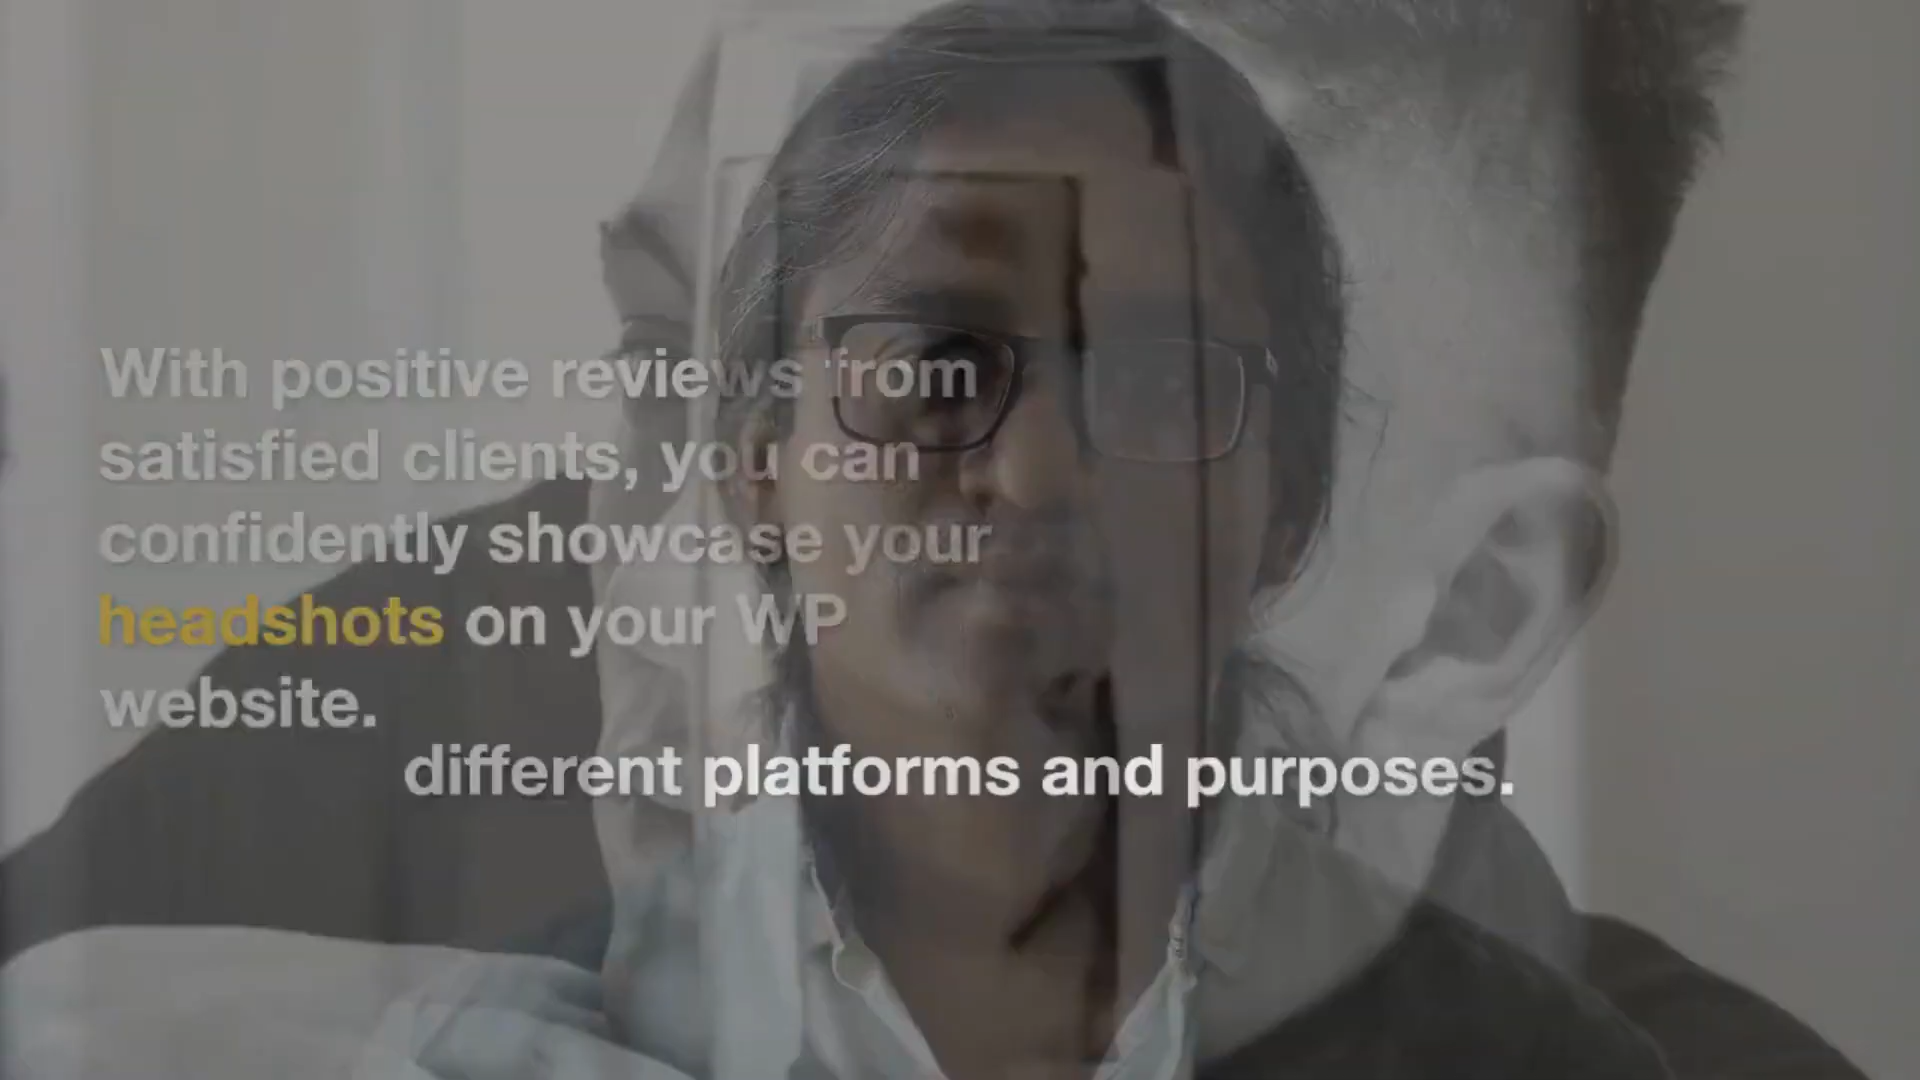 With positive reviews from
satisfied clients, you can
confidently showcase your
headshots on your WP
website.
different platforms and purposes.